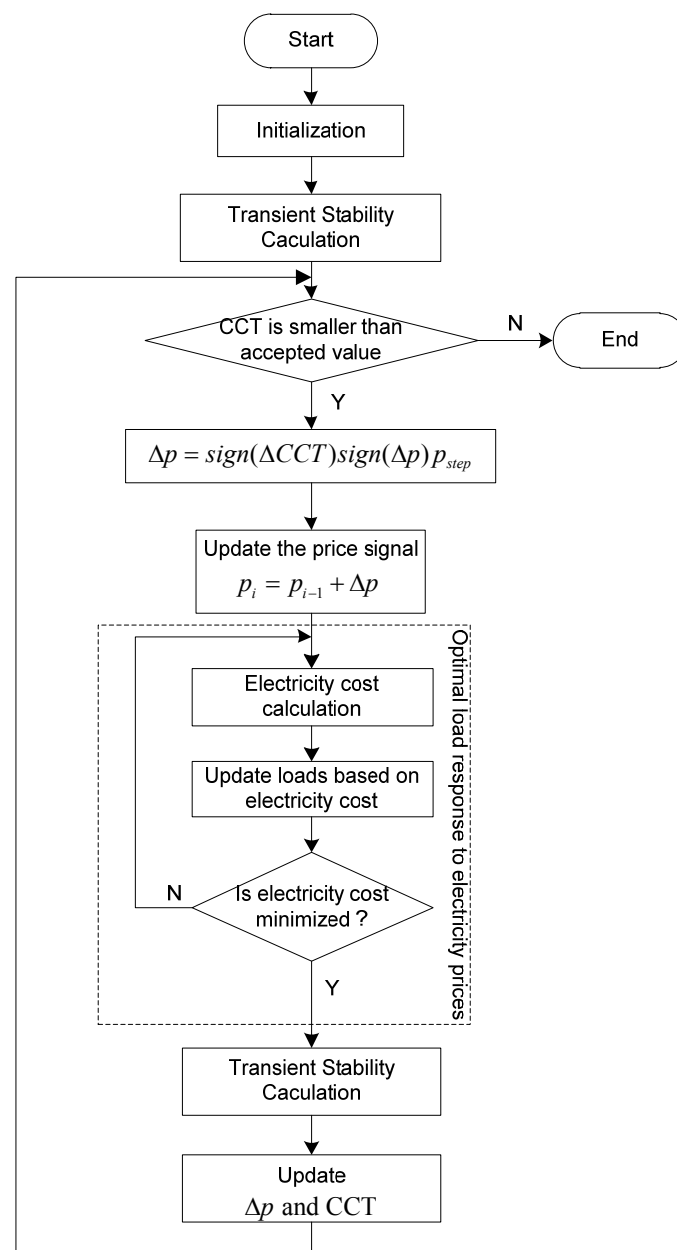 Start
Initialization
Transient Stability
Caculation
CCT is smaller than
accepted value
N
End
Y
Δp = sign(ΔCCT)sign(Δp) p_step
Update the price signal
p_i = p_{i−1} + Δp
Optimal load response to electricity prices
Electricity cost
calculation
Update loads based on
electricity cost
N
Is electricity cost
minimized ?
Y
Transient Stability
Caculation
Update
Δp and CCT